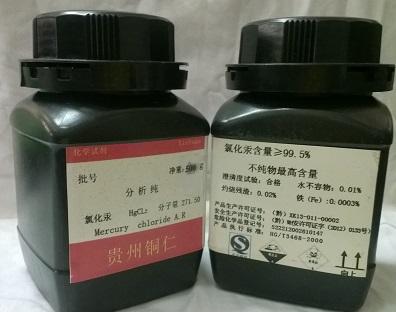 化学试剂
批号
净重:500 g
分析纯
氯化汞 HgCl₂ 分子量 271.50
Mercury chloride A.R
贵州铜仁
氯化汞含量≥99.5%
不纯物最高含量
澄清度试验:合格 水不容物:0.01%
灼烧残渣:0.02% 铁(Fe):0.0003%
产品生产许可证号:(黔)XK13-011-00002
安全生产许可证号:(黔)WH安许可证字(2012)0133号)
危险化学品登记号:522212002610147
产品执行标准:HG/T3468-2000
向上